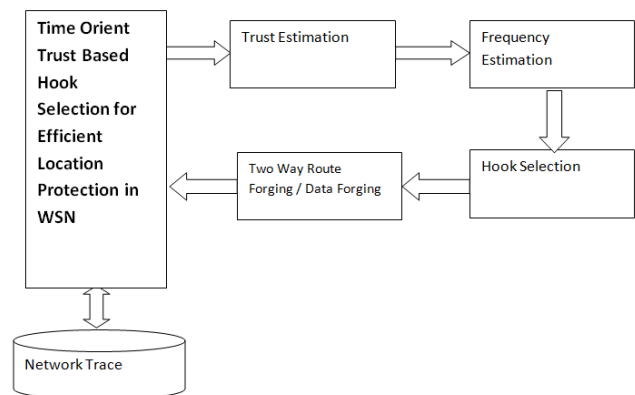 Time Orient
Trust Based
Hook
Selection for
Efficient
Location
Protection in
WSN
Trust Estimation
Frequency
Estimation
Two Way Route
Forging / Data Forging
Hook Selection
Network Trace